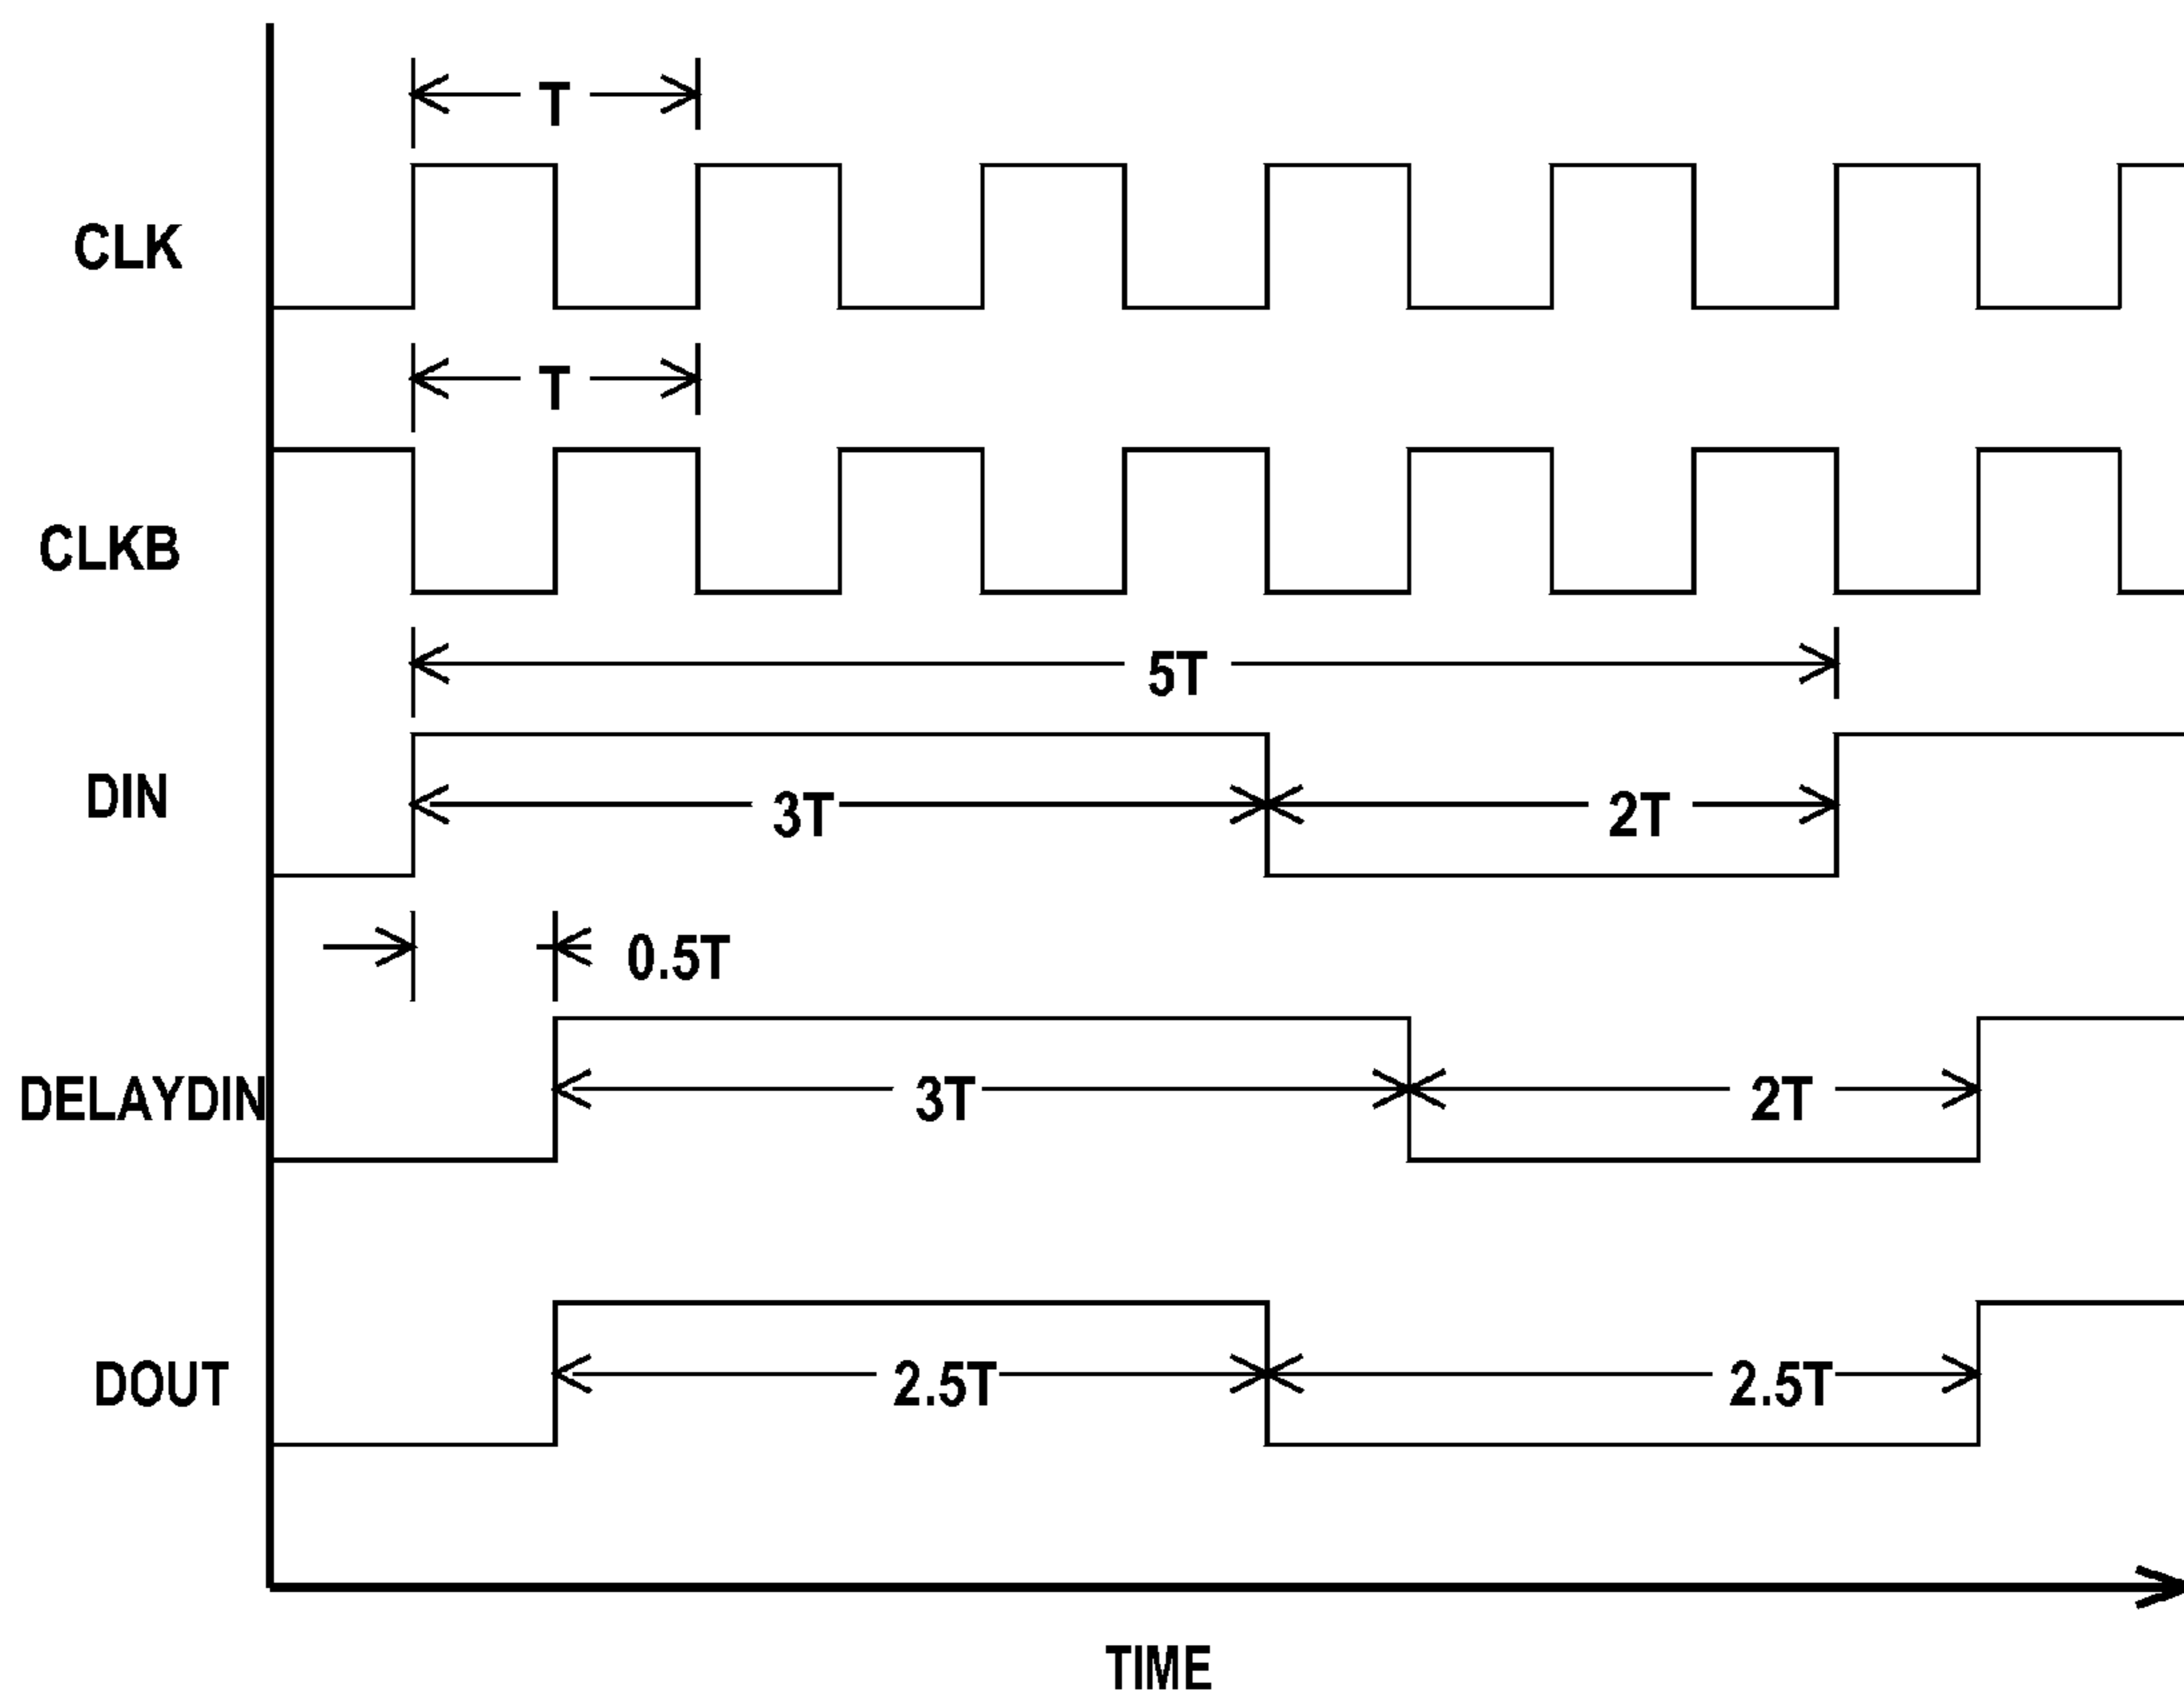 T
CLK
T
CLKB
5T
DIN
3T 2T
0.5T
DELAYDIN
3T 2T
DOUT
2.5T 2.5T
TIME